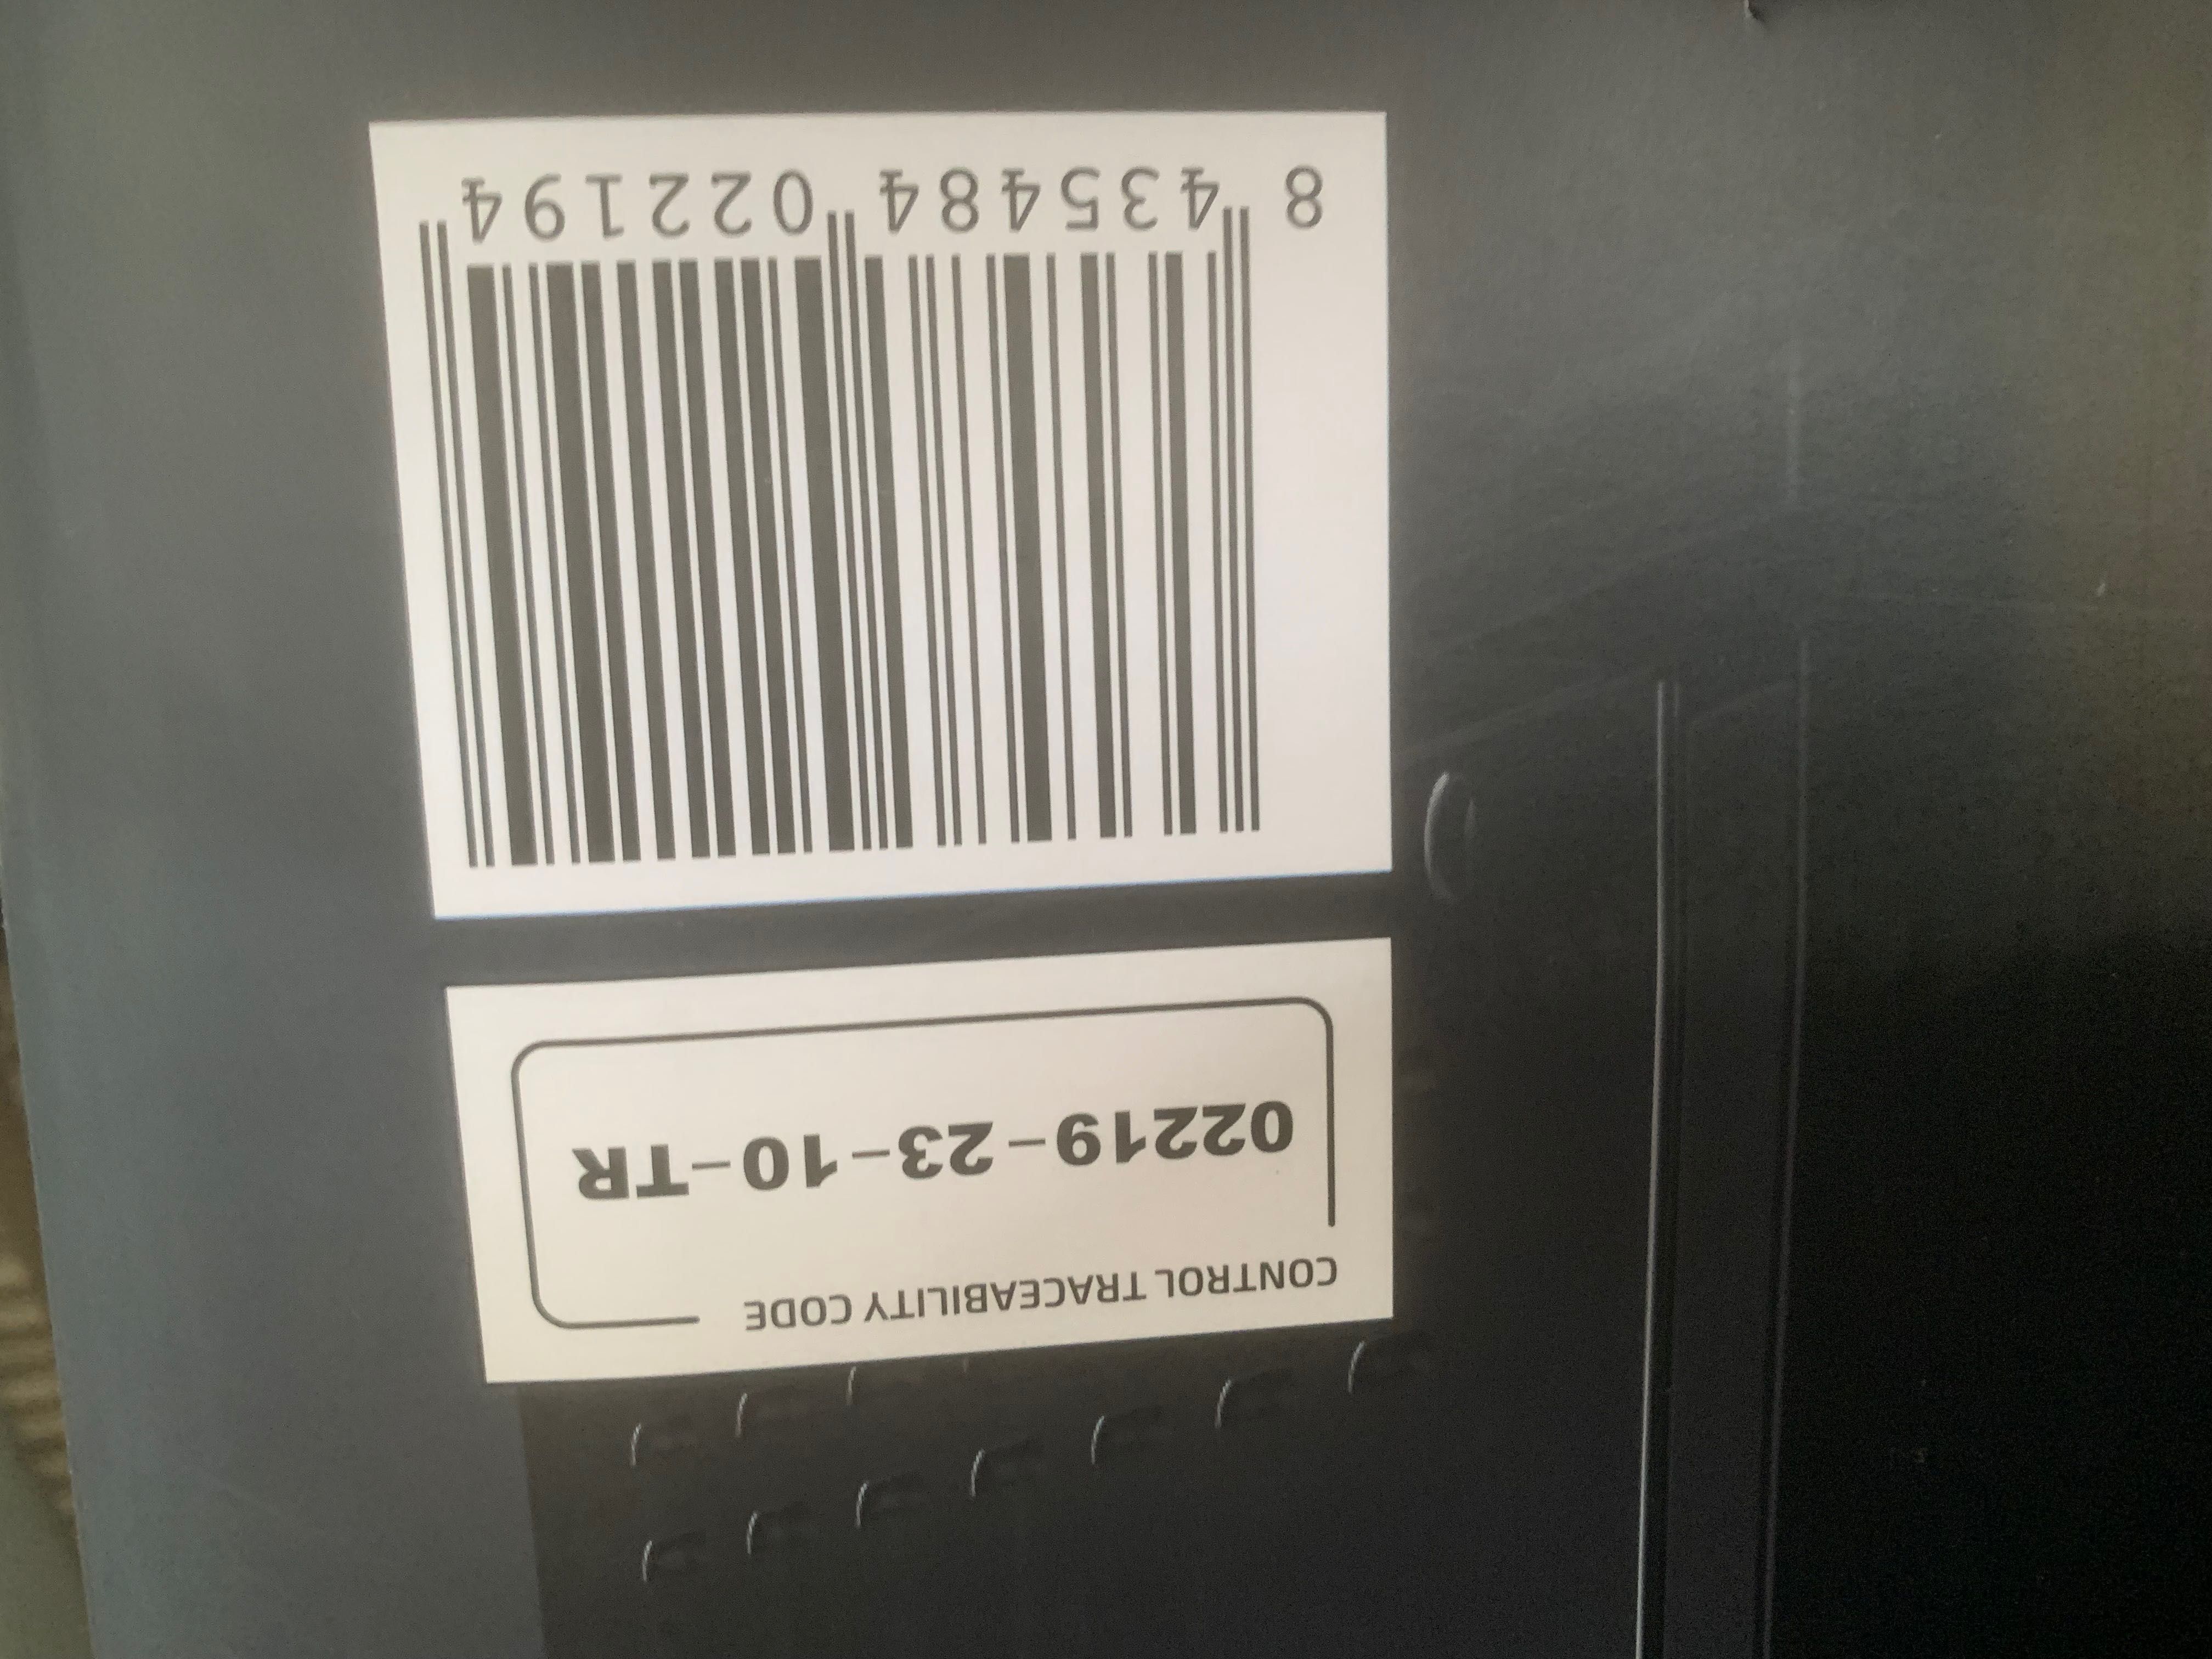 CONTROL TRACEABILITY CODE
02219-23-10-TR
8 435484 022194